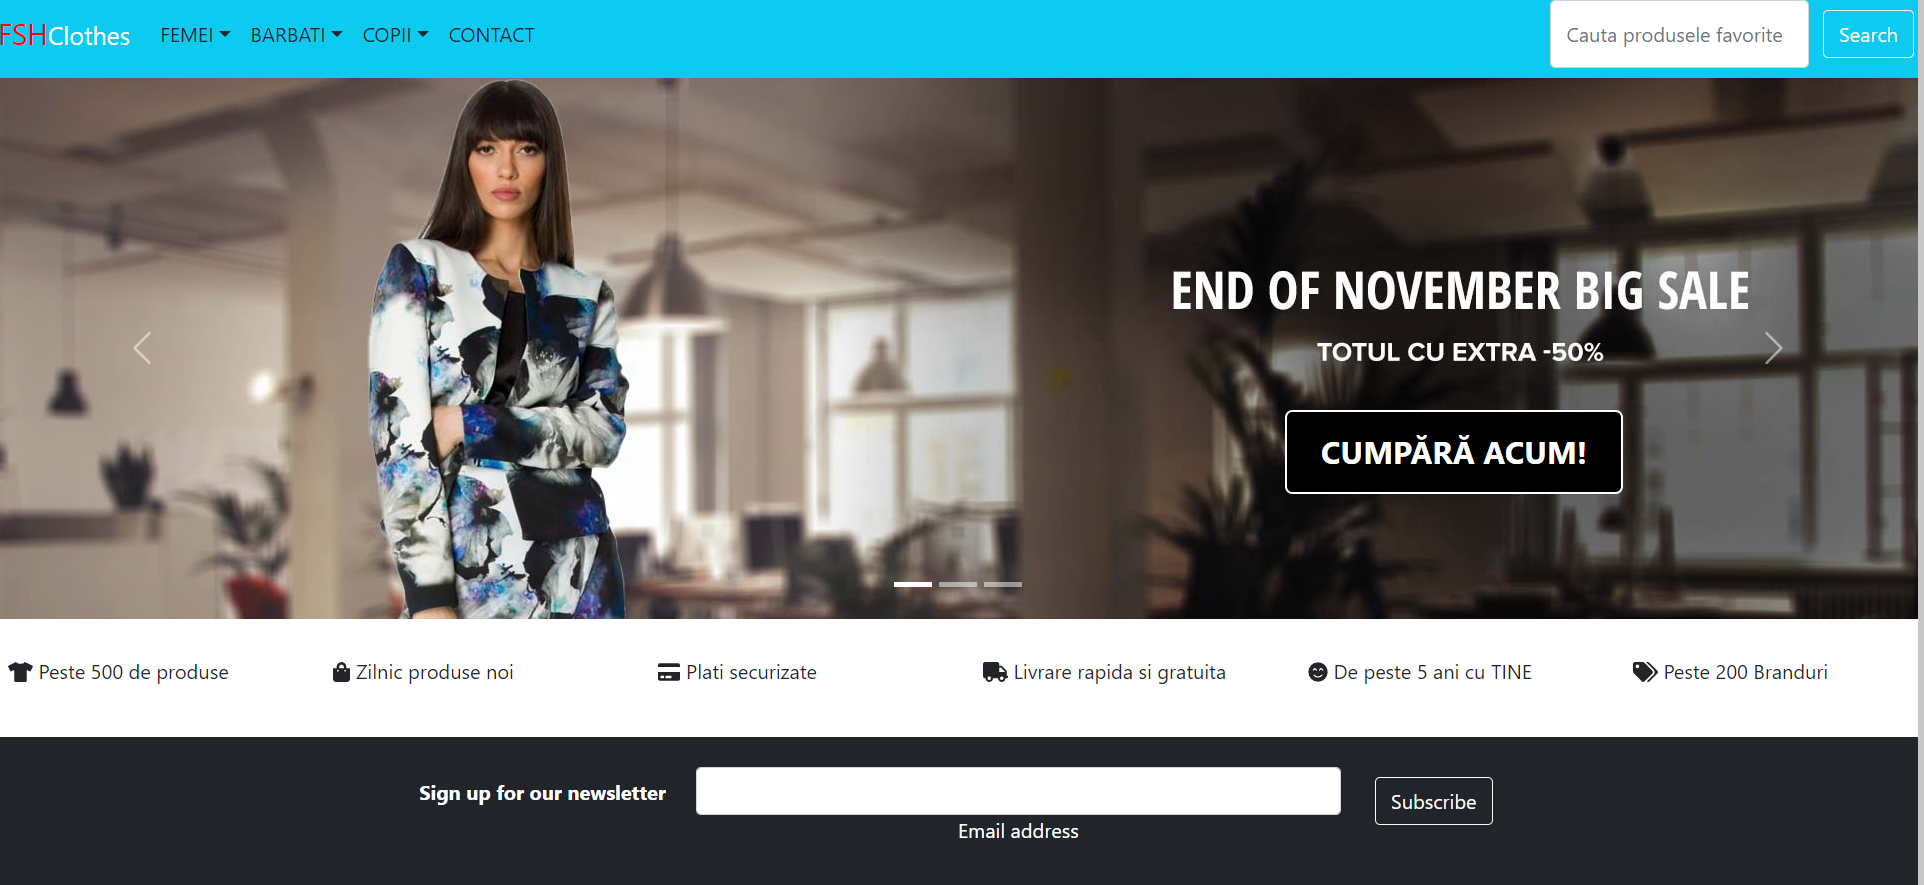 FSHClothes FEMEI BARBATI COPII CONTACT Cauta produsele favorite Search
END OF NOVEMBER BIG SALE
TOTUL CU EXTRA -50%
CUMPĂRĂ ACUM!
Peste 500 de produse Zilnic produse noi Plati securizate Livrare rapida si gratuita De peste 5 ani cu TINE Peste 200 Branduri
Sign up for our newsletter Subscribe
Email address